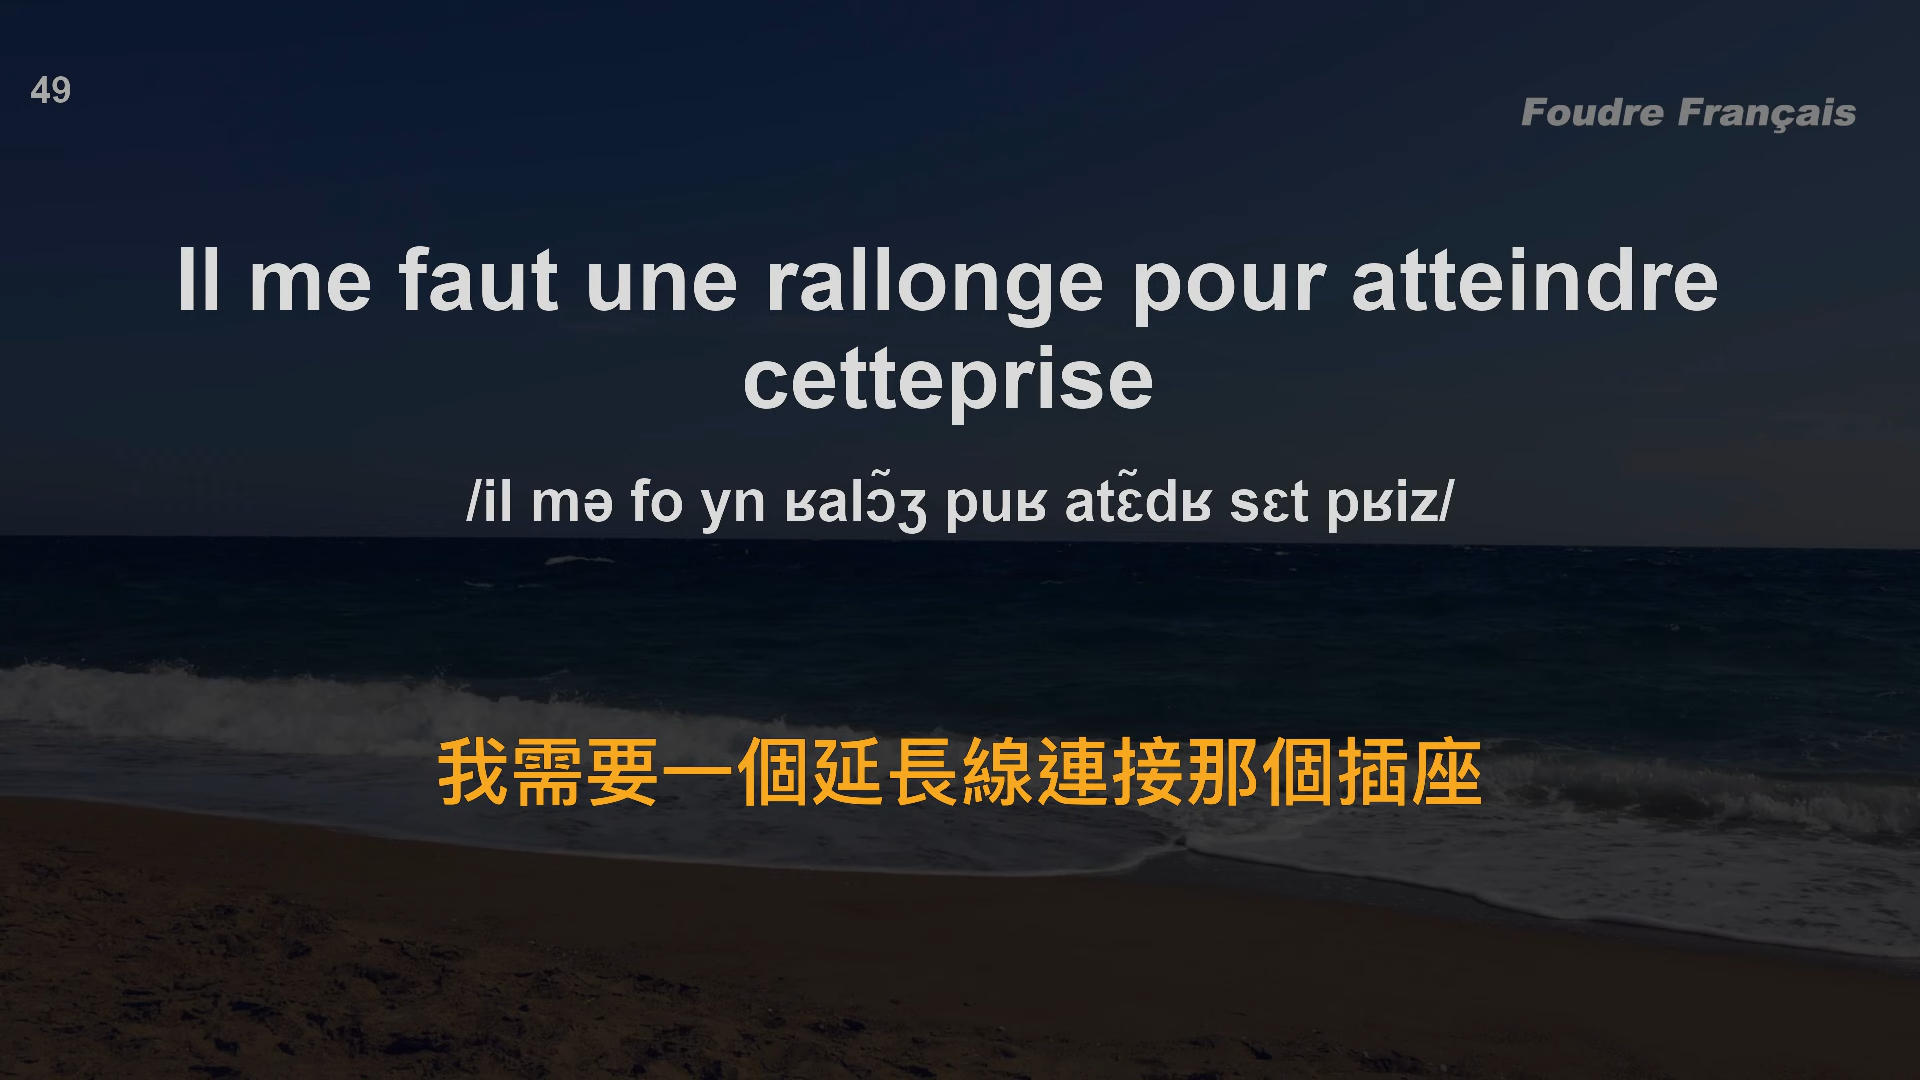 49
Foudre Français
Il me faut une rallonge pour atteindre
cetteprise
/il mə fo yn ʁalɔ̃ʒ puʁ atɛ̃dʁ sɛt pʁiz/
我需要一個延長線連接那個插座